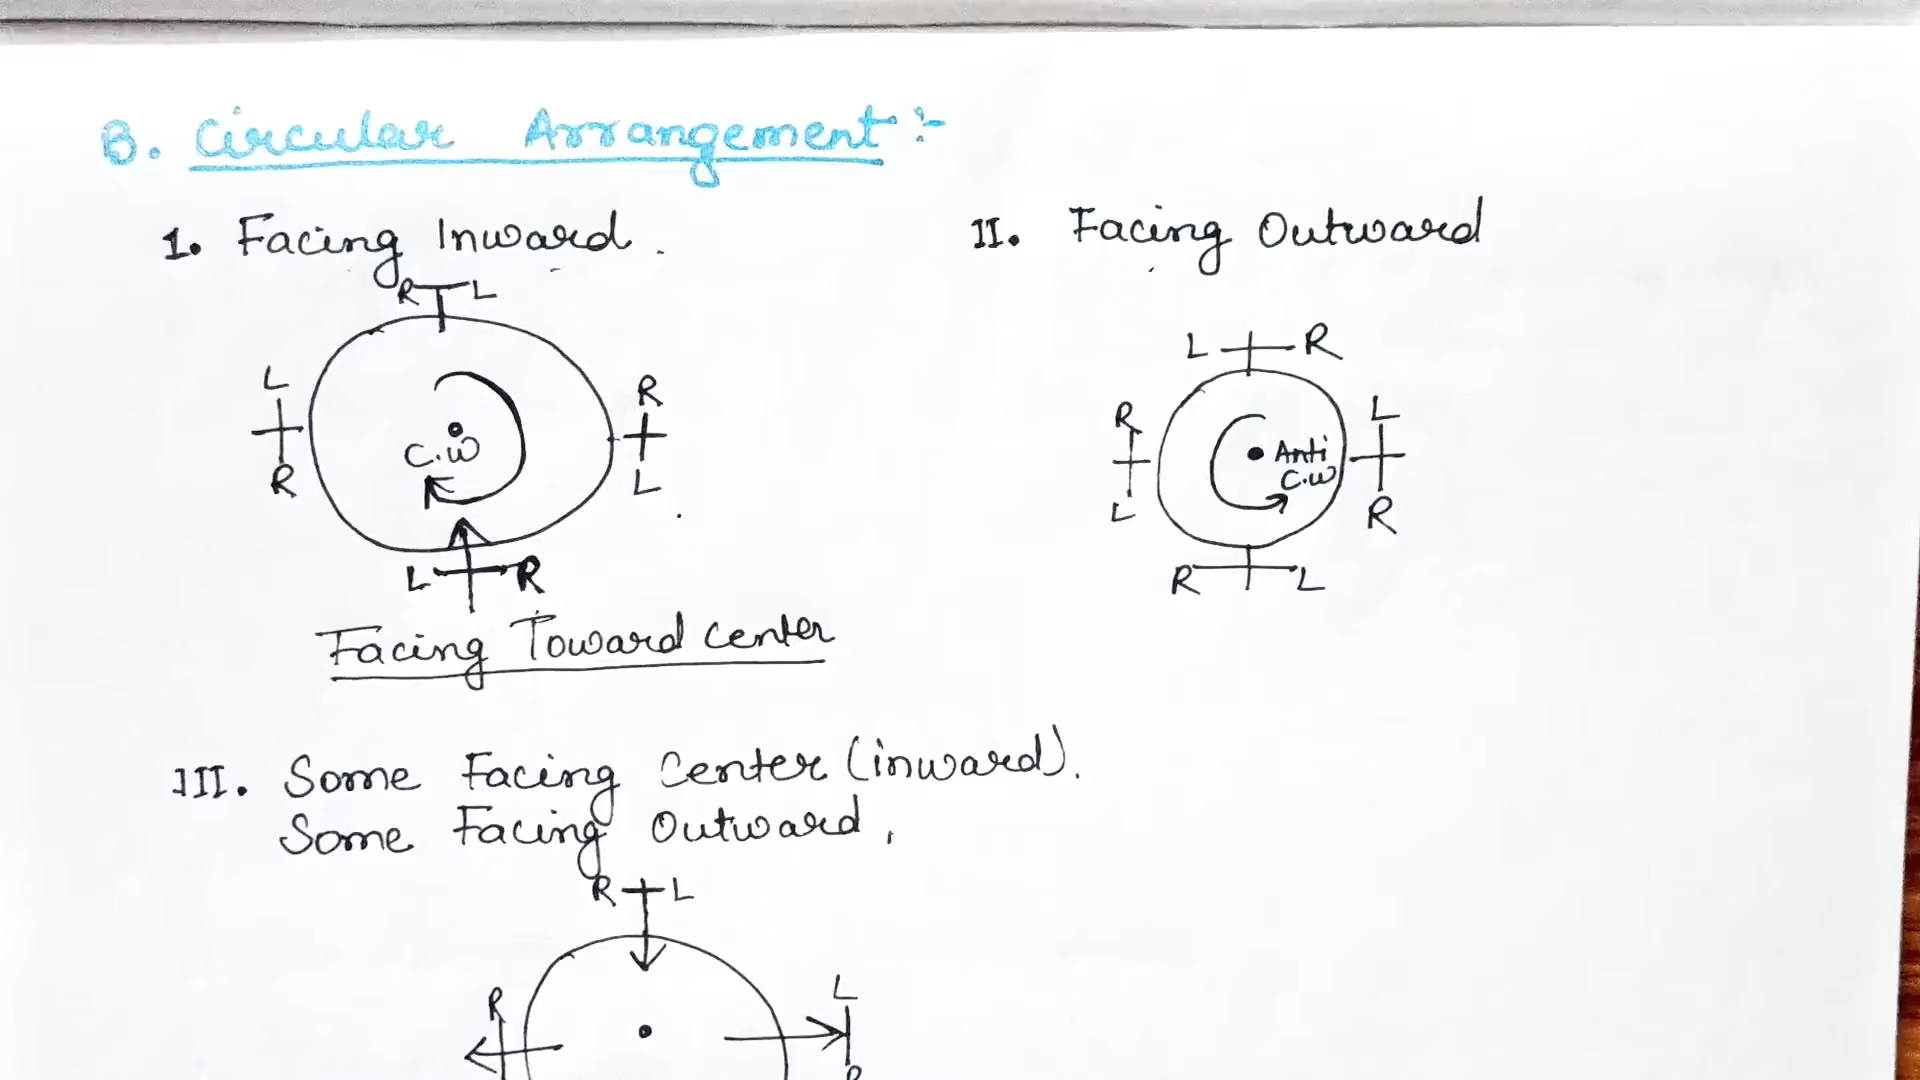 B. Circular Arrangement :-
1. Facing Inward.
II. Facing Outward
R L
L R
L
R
R
L
C.W
L R
R
L
L
R
Anti
C.W
R L
Facing Toward center
III. Some Facing Center (inward).
Some Facing Outward,
R L
R
L
R